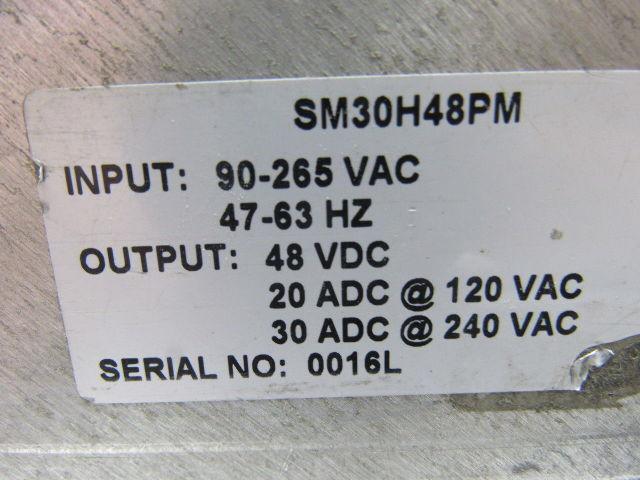 SM30H48PM
INPUT: 90-265 VAC
47-63 HZ
OUTPUT: 48 VDC
20 ADC @ 120 VAC
30 ADC @ 240 VAC
SERIAL NO: 0016L